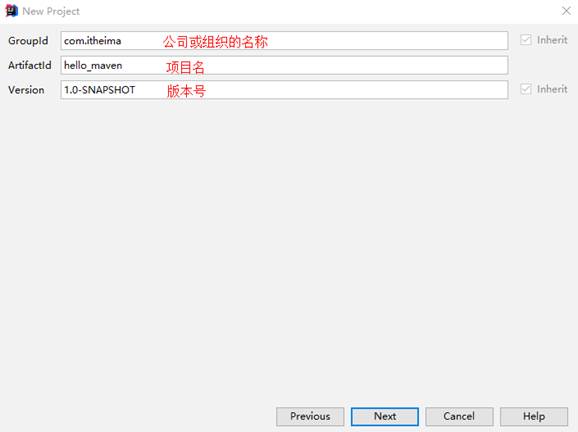 New Project
GroupId com.itheima 公司或组织的名称 Inherit
ArtifactId hello_maven 项目名
Version 1.0-SNAPSHOT 版本号 Inherit
Previous Next Cancel Help